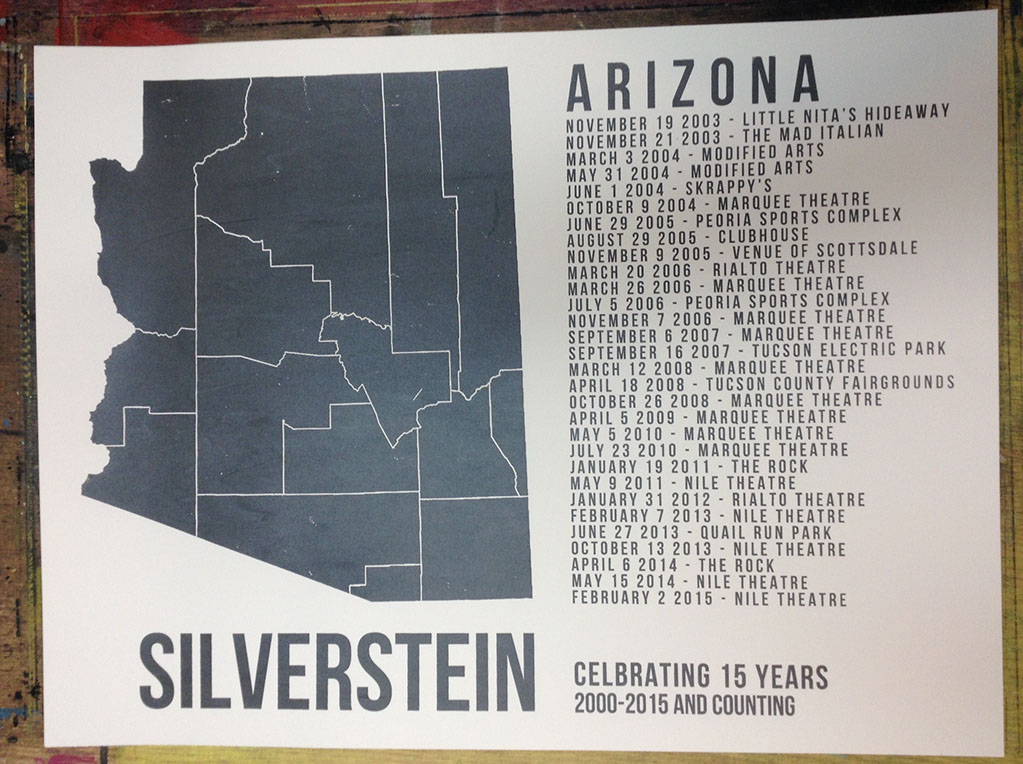 ARIZONA
NOVEMBER 19 2003 - LITTLE NITA'S HIDEAWAY
NOVEMBER 21 2003 - THE MAD ITALIAN
MARCH 3 2004 - MODIFIED ARTS
MAY 31 2004 - MODIFIED ARTS
JUNE 1 2004 - SKRAPPY'S
OCTOBER 9 2004 - MARQUEE THEATRE
JUNE 29 2005 - PEORIA SPORTS COMPLEX
AUGUST 29 2005 - CLUBHOUSE
NOVEMBER 9 2005 - VENUE OF SCOTTSDALE
MARCH 20 2006 - RIALTO THEATRE
MARCH 26 2006 - MARQUEE THEATRE
JULY 5 2006 - PEORIA SPORTS COMPLEX
NOVEMBER 7 2006 - MARQUEE THEATRE
SEPTEMBER 6 2007 - MARQUEE THEATRE
SEPTEMBER 16 2007 - TUCSON ELECTRIC PARK
MARCH 12 2008 - MARQUEE THEATRE
APRIL 18 2008 - TUCSON COUNTY FAIRGROUNDS
OCTOBER 26 2008 - MARQUEE THEATRE
APRIL 5 2009 - MARQUEE THEATRE
MAY 5 2010 - MARQUEE THEATRE
JULY 23 2010 - MARQUEE THEATRE
JANUARY 19 2011 - THE ROCK
MAY 9 2011 - NILE THEATRE
JANUARY 31 2012 - RIALTO THEATRE
FEBRUARY 7 2013 - NILE THEATRE
JUNE 27 2013 - QUAIL RUN PARK
OCTOBER 13 2013 - NILE THEATRE
APRIL 6 2014 - THE ROCK
MAY 15 2014 - NILE THEATRE
FEBRUARY 2 2015 - NILE THEATRE
SILVERSTEIN
CELBRATING 15 YEARS
2000-2015 AND COUNTING